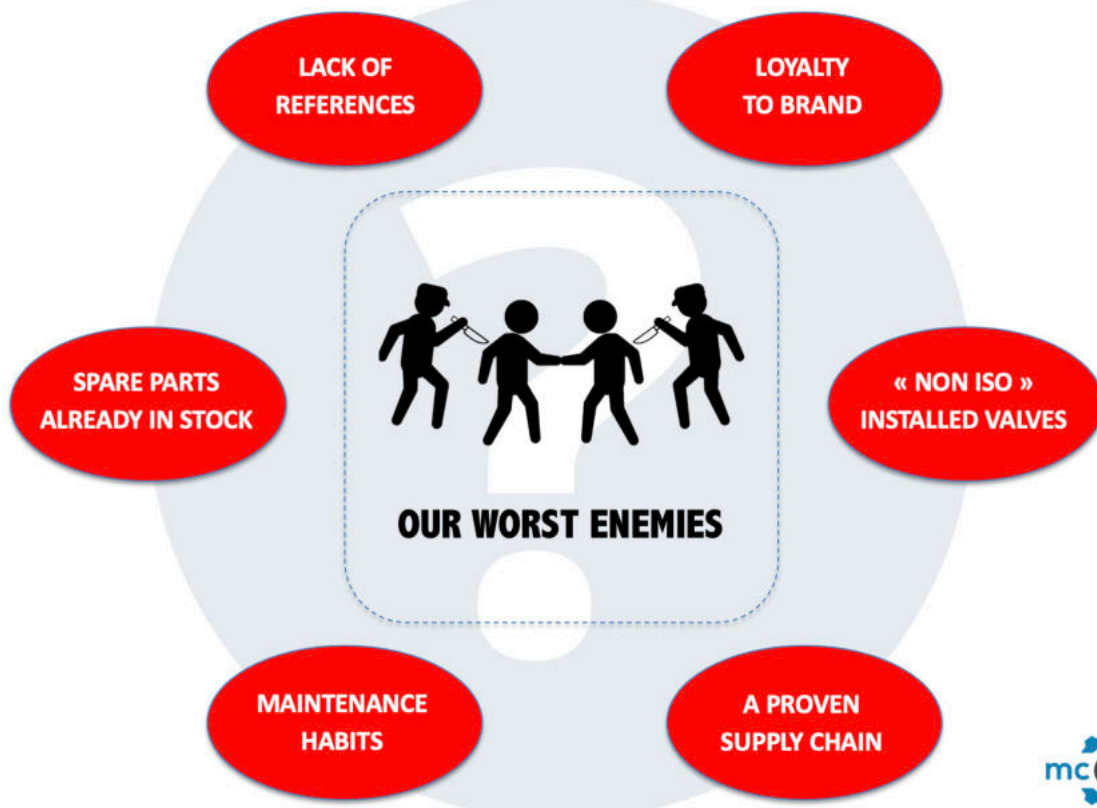 LACK OF
REFERENCES
LOYALTY
TO BRAND
SPARE PARTS
ALREADY IN STOCK
« NON ISO »
INSTALLED VALVES
OUR WORST ENEMIES
MAINTENANCE
HABITS
A PROVEN
SUPPLY CHAIN
mc